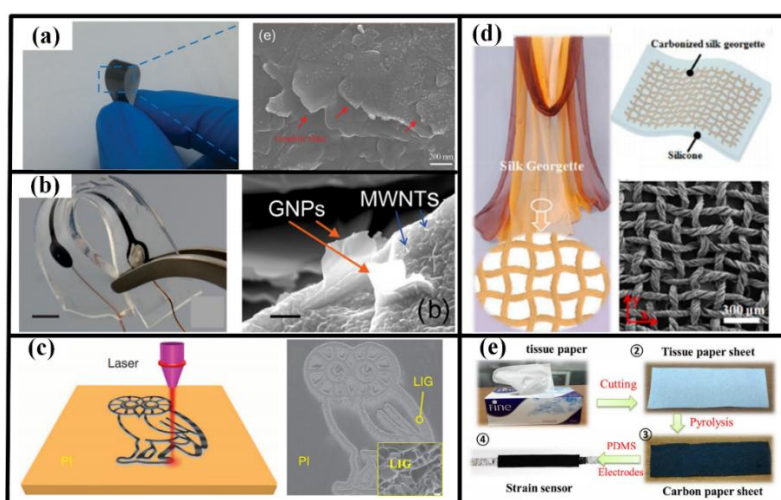 (a)
(e)
200 nm
(b)
GNPs
MWNTs
(b)
(c)
Laser
PI
PI
LIG
LIG
(d)
Silk Georgette
Carbonized silk georgette
Silicone
300 μm
(e)
tissue paper
②
Tissue paper sheet
Cutting
Pyrolysis
④
PDMS
③
Electrodes
Strain sensor
Carbon paper sheet